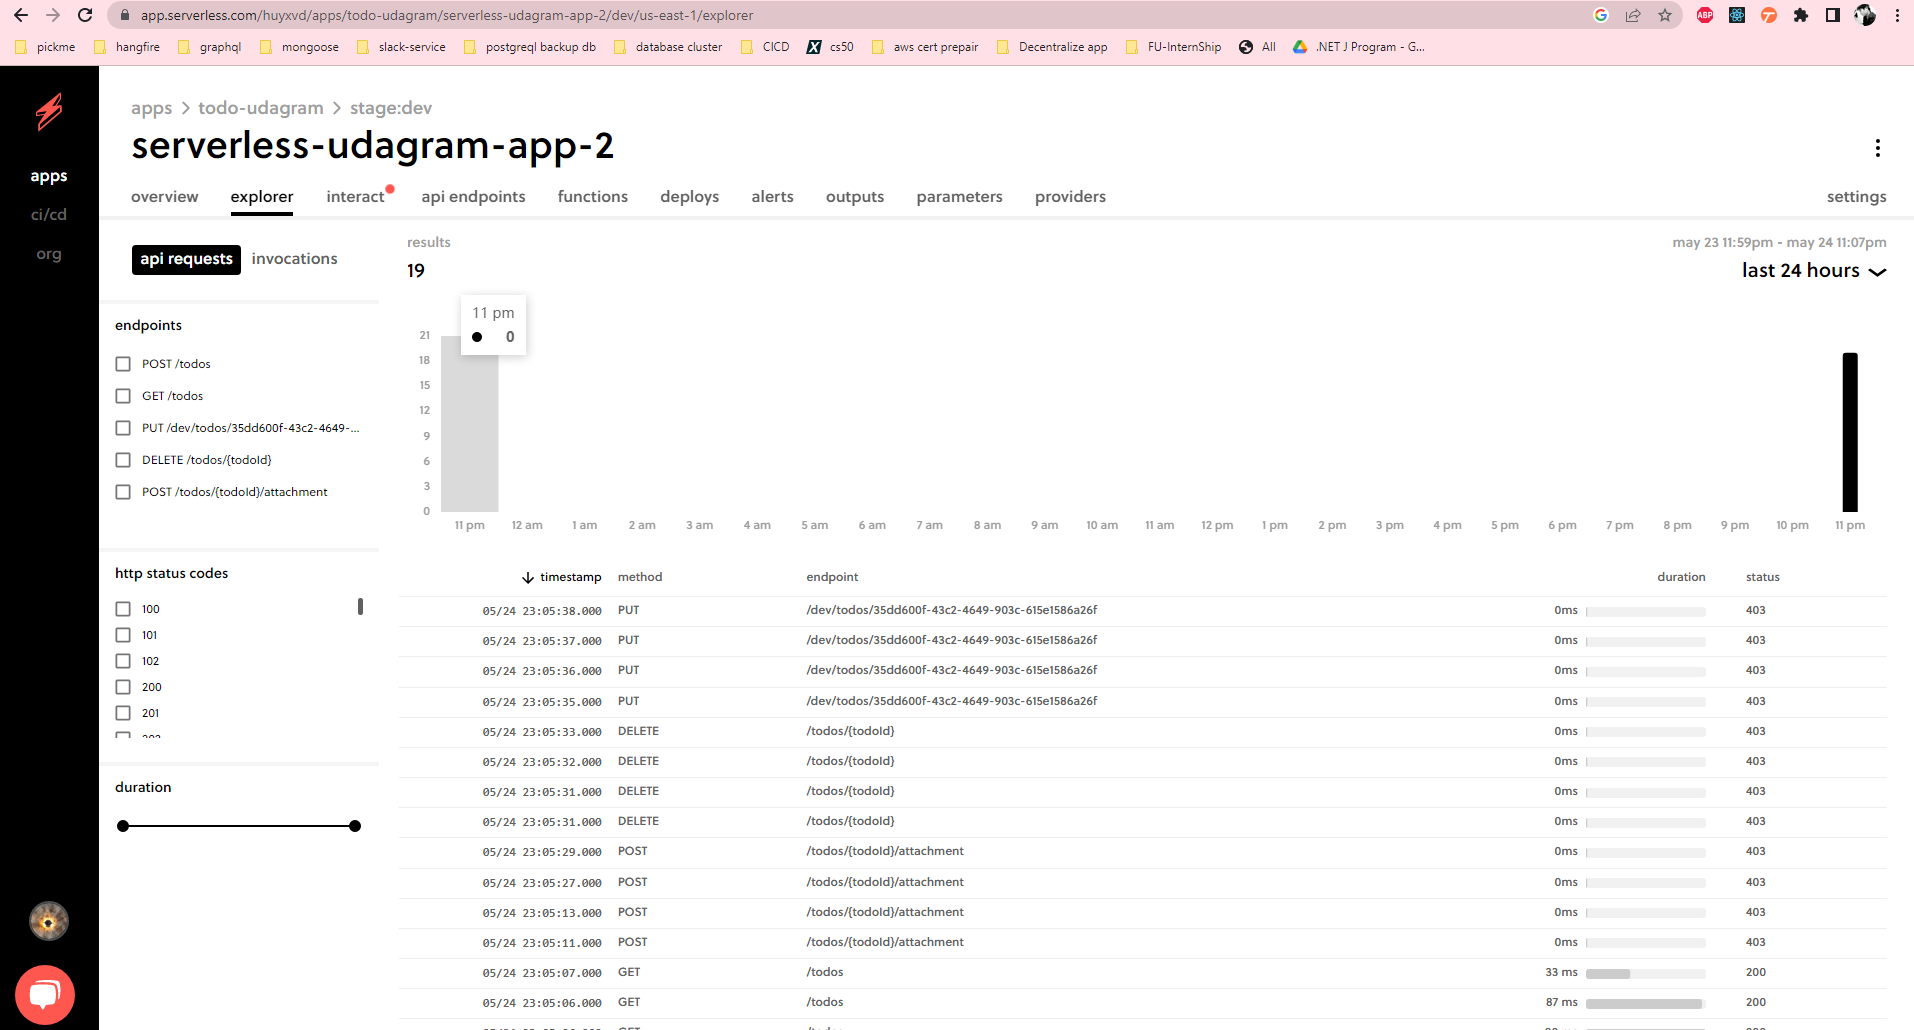 app.serverless.com/huyxvd/apps/todo-udagram/serverless-udagram-app-2/dev/us-east-1/explorer
ABP
pickme hangfire graphql mongoose slack-service postgreql backup db database cluster CICD cs50 aws cert prepair Decentralize app FU-InternShip All .NET J Program - G...
apps > todo-udagram > stage:dev
serverless-udagram-app-2
apps
ci/cd
org
overview explorer interact api endpoints functions deploys alerts outputs parameters providers settings
api requests invocations
endpoints
POST /todos
GET /todos
PUT /dev/todos/35dd600f-43c2-4649-...
DELETE /todos/{todoId}
POST /todos/{todoId}/attachment
http status codes
100
101
102
200
201
duration
results
19
may 23 11:59pm - may 24 11:07pm
last 24 hours
11 pm
0
21
18
15
12
9
6
3
0
11 pm 12 am 1 am 2 am 3 am 4 am 5 am 6 am 7 am 8 am 9 am 10 am 11 am 12 pm 1 pm 2 pm 3 pm 4 pm 5 pm 6 pm 7 pm 8 pm 9 pm 10 pm 11 pm
timestamp method endpoint duration status
05/24 23:05:38.000 PUT /dev/todos/35dd600f-43c2-4649-903c-615e1586a26f 0ms 403
05/24 23:05:37.000 PUT /dev/todos/35dd600f-43c2-4649-903c-615e1586a26f 0ms 403
05/24 23:05:36.000 PUT /dev/todos/35dd600f-43c2-4649-903c-615e1586a26f 0ms 403
05/24 23:05:35.000 PUT /dev/todos/35dd600f-43c2-4649-903c-615e1586a26f 0ms 403
05/24 23:05:33.000 DELETE /todos/{todoId} 0ms 403
05/24 23:05:32.000 DELETE /todos/{todoId} 0ms 403
05/24 23:05:31.000 DELETE /todos/{todoId} 0ms 403
05/24 23:05:31.000 DELETE /todos/{todoId} 0ms 403
05/24 23:05:29.000 POST /todos/{todoId}/attachment 0ms 403
05/24 23:05:27.000 POST /todos/{todoId}/attachment 0ms 403
05/24 23:05:13.000 POST /todos/{todoId}/attachment 0ms 403
05/24 23:05:11.000 POST /todos/{todoId}/attachment 0ms 403
05/24 23:05:07.000 GET /todos 33 ms 200
05/24 23:05:06.000 GET /todos 87 ms 200